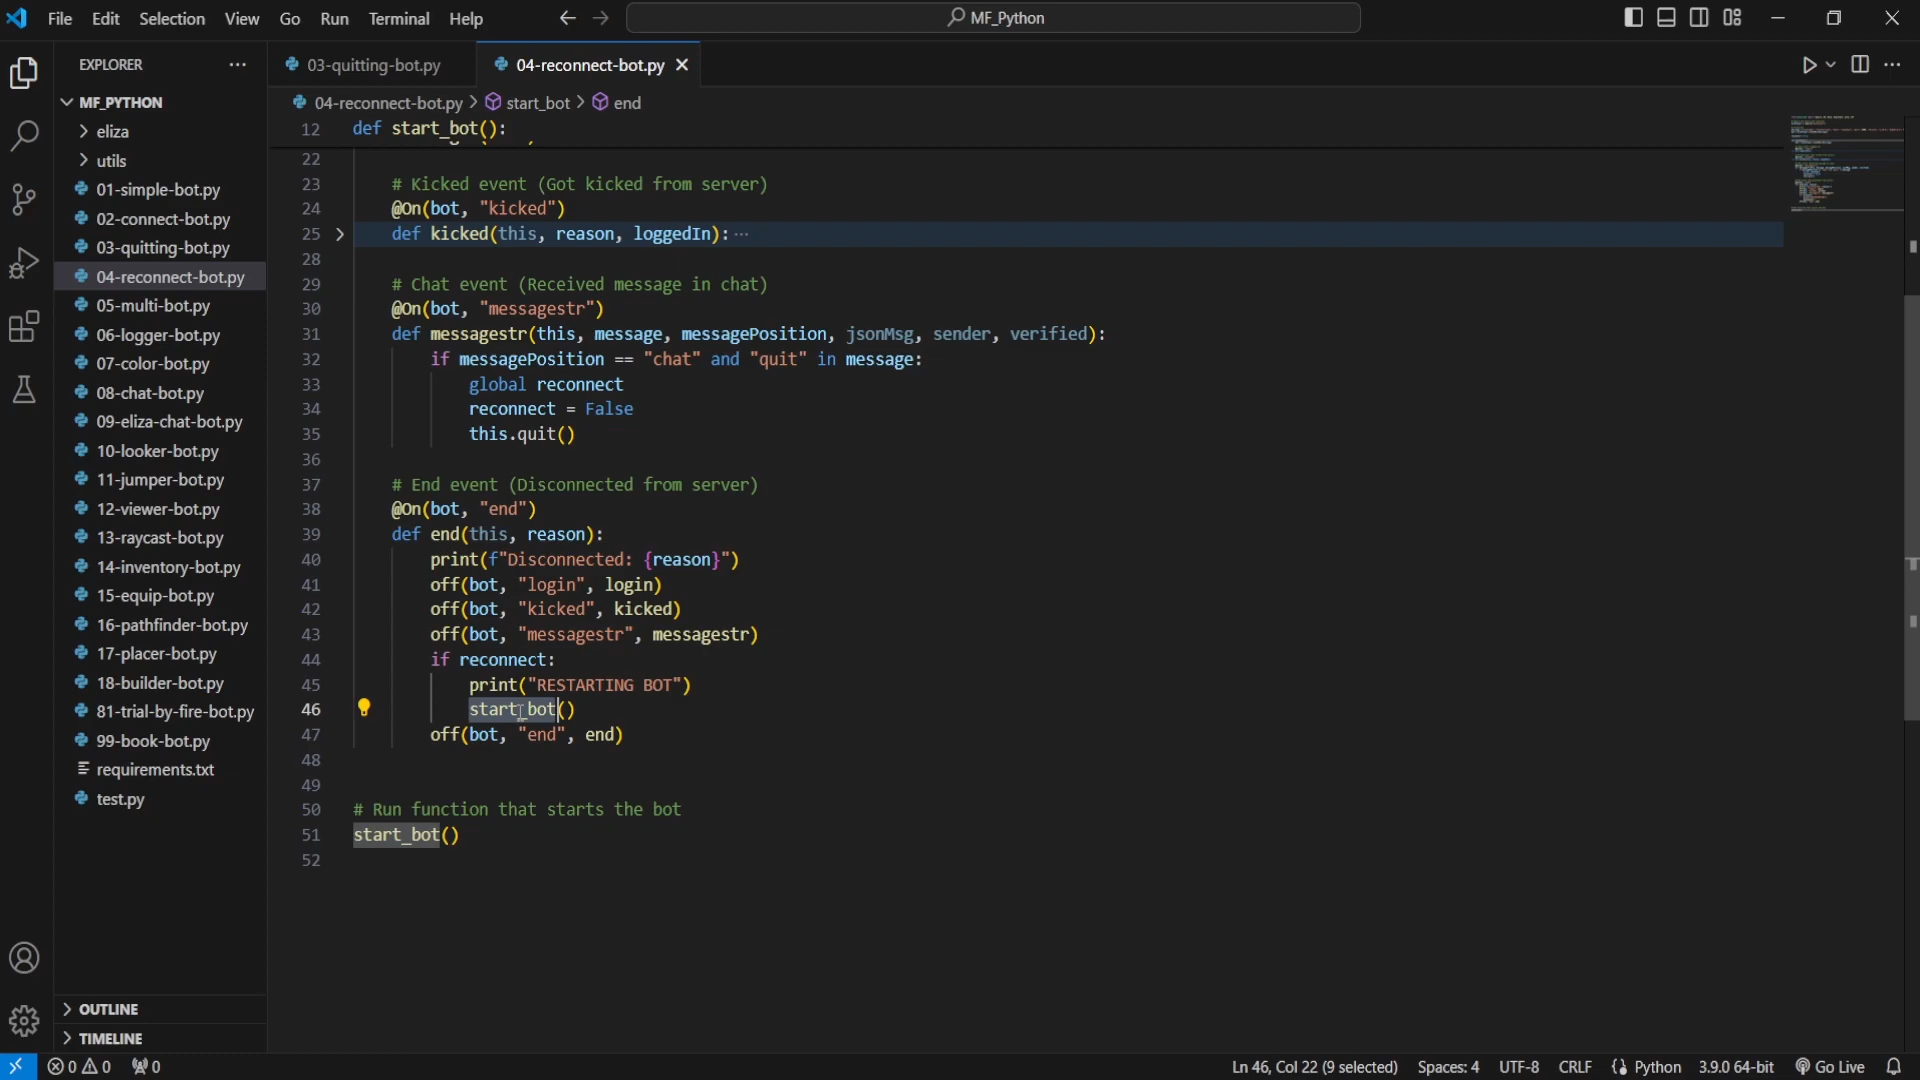 File Edit Selection View Go Run Terminal Help
MF_Python
EXPLORER
03-quitting-bot.py
04-reconnect-bot.py
MF_PYTHON
eliza
utils
01-simple-bot.py
02-connect-bot.py
03-quitting-bot.py
04-reconnect-bot.py
05-multi-bot.py
06-logger-bot.py
07-color-bot.py
08-chat-bot.py
09-eliza-chat-bot.py
10-looker-bot.py
11-jumper-bot.py
12-viewer-bot.py
13-raycast-bot.py
14-inventory-bot.py
15-equip-bot.py
16-pathfinder-bot.py
17-placer-bot.py
18-builder-bot.py
81-trial-by-fire-bot.py
99-book-bot.py
requirements.txt
test.py
OUTLINE
TIMELINE
04-reconnect-bot.py > start_bot > end
12 def start_bot():
22
23 # Kicked event (Got kicked from server)
24 @On(bot, "kicked")
25 def kicked(this, reason, loggedIn): ...
28
29 # Chat event (Received message in chat)
30 @On(bot, "messagestr")
31 def messagestr(this, message, messagePosition, jsonMsg, sender, verified):
32 if messagePosition == "chat" and "quit" in message:
33 global reconnect
34 reconnect = False
35 this.quit()
36
37 # End event (Disconnected from server)
38 @On(bot, "end")
39 def end(this, reason):
40 print(f"Disconnected: {reason}")
41 off(bot, "login", login)
42 off(bot, "kicked", kicked)
43 off(bot, "messagestr", messagestr)
44 if reconnect:
45 print("RESTARTING BOT")
46 start_bot()
47 off(bot, "end", end)
48
49
50 # Run function that starts the bot
51 start_bot()
52
0 0 0 Ln 46, Col 22 (9 selected) Spaces: 4 UTF-8 CRLF Python 3.9.0 64-bit Go Live